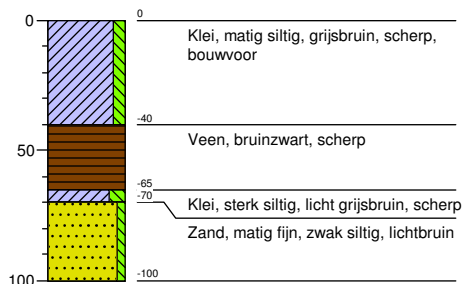 0
0
Klei, matig siltig, grijsbruin, scherp,
bouwvoor
-40
50
Veen, bruinzwart, scherp
-65
-70
Klei, sterk siltig, licht grijsbruin, scherp
Zand, matig fijn, zwak siltig, lichtbruin
100
-100